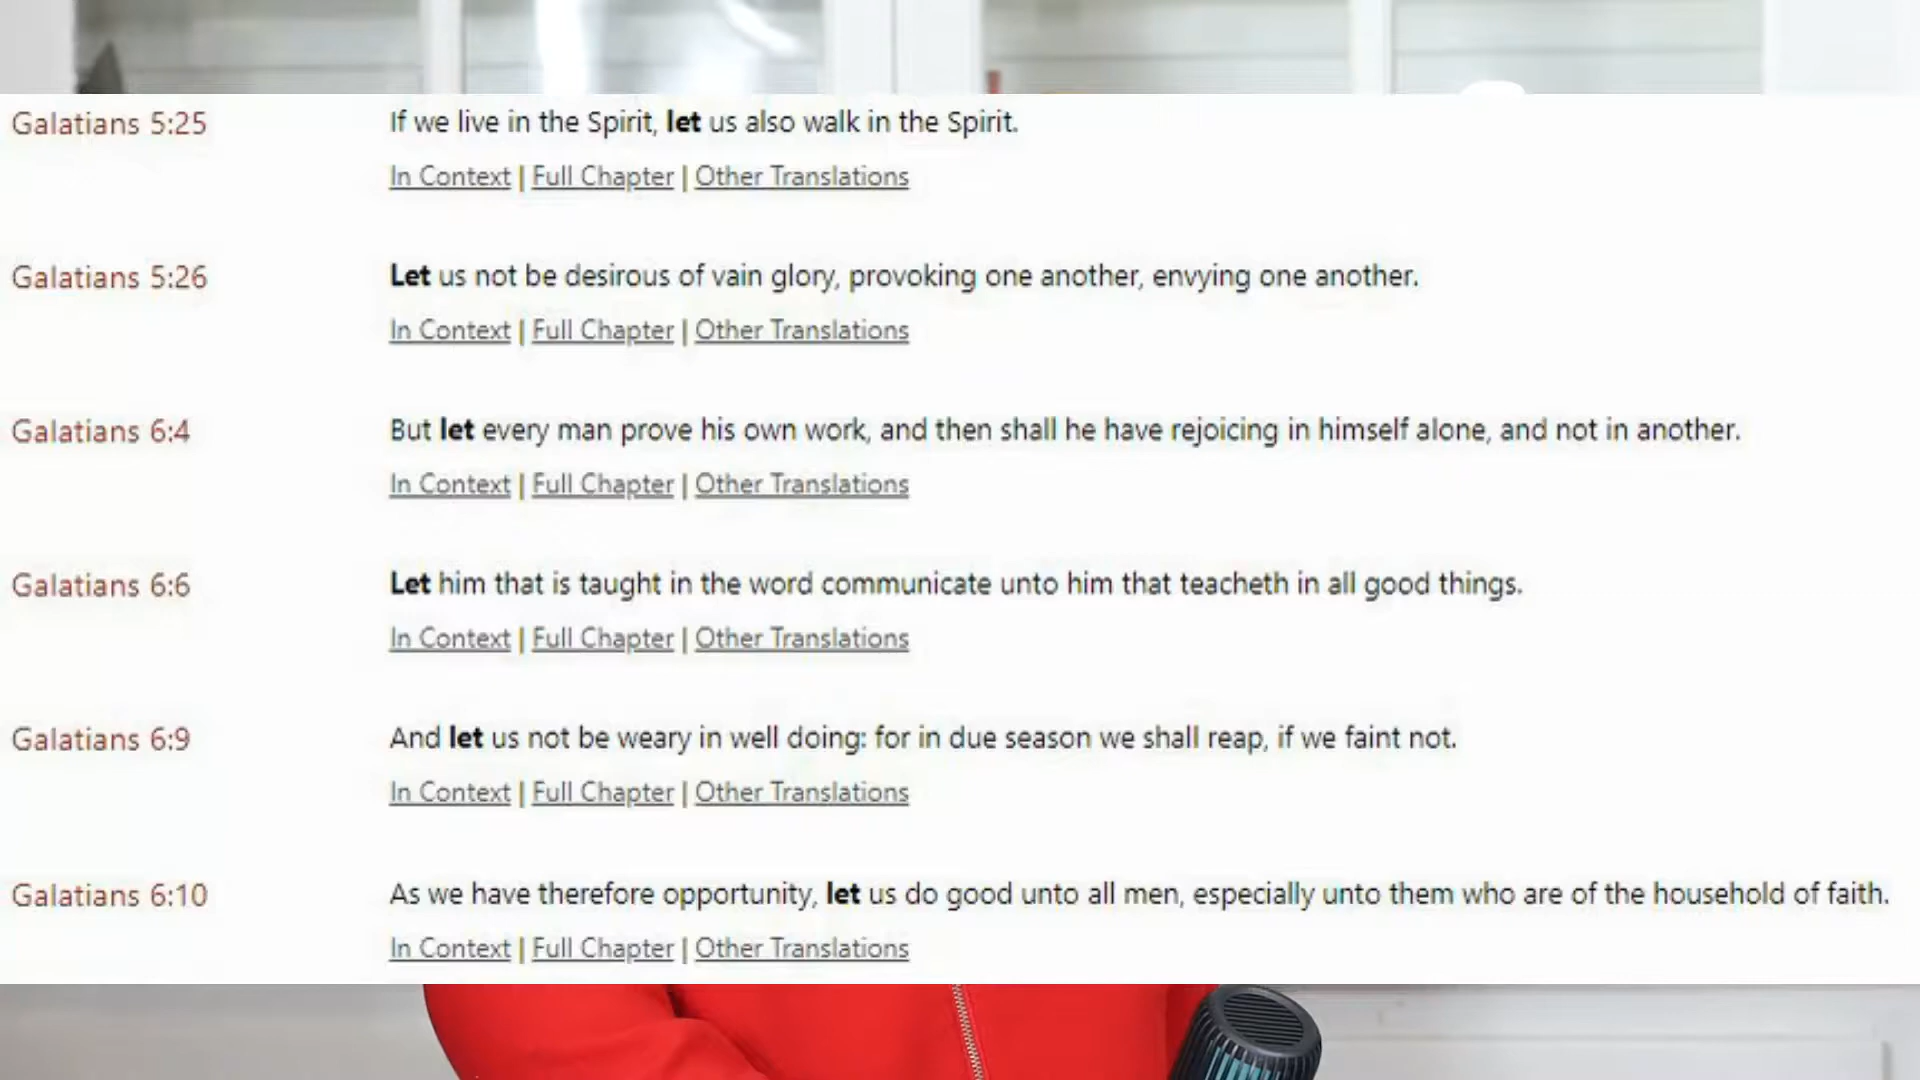 Galatians 5:25 If we live in the Spirit, let us also walk in the Spirit.
In Context | Full Chapter | Other Translations
Galatians 5:26 Let us not be desirous of vain glory, provoking one another, envying one another.
In Context | Full Chapter | Other Translations
Galatians 6:4 But let every man prove his own work, and then shall he have rejoicing in himself alone, and not in another.
In Context | Full Chapter | Other Translations
Galatians 6:6 Let him that is taught in the word communicate unto him that teacheth in all good things.
In Context | Full Chapter | Other Translations
Galatians 6:9 And let us not be weary in well doing: for in due season we shall reap, if we faint not.
In Context | Full Chapter | Other Translations
Galatians 6:10 As we have therefore opportunity, let us do good unto all men, especially unto them who are of the household of faith.
In Context | Full Chapter | Other Translations